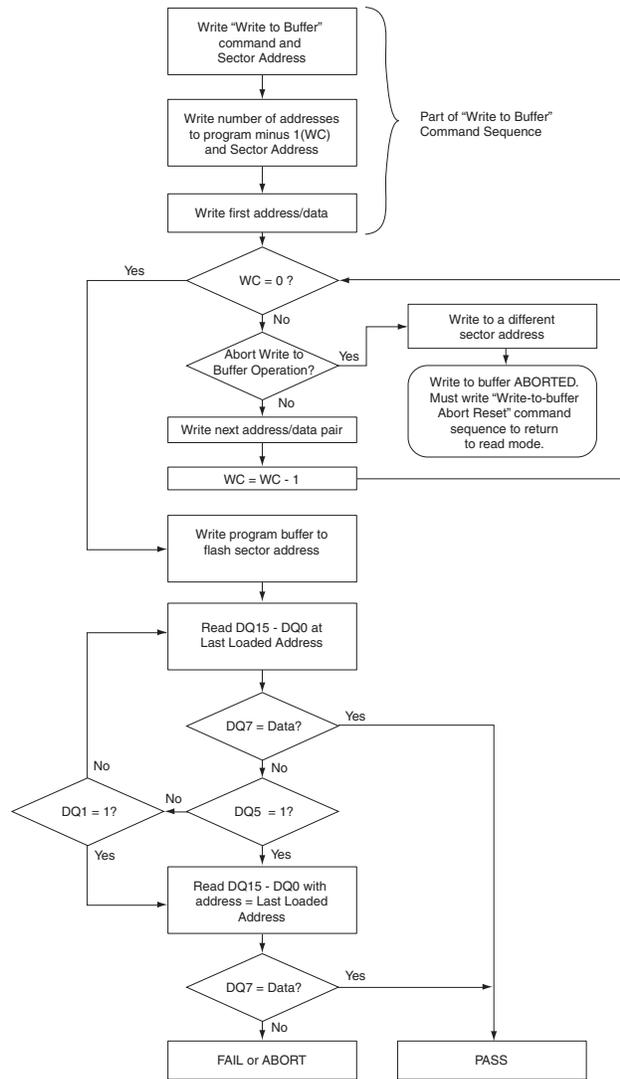 Write “Write to Buffer”
command and
Sector Address
Write number of addresses
to program minus 1(WC)
and Sector Address
Part of “Write to Buffer”
Command Sequence
Write first address/data
Yes
WC = 0 ?
No
Abort Write to
Buffer Operation?
Yes
Write to a different
sector address
No
Write to buffer ABORTED.
Must write “Write-to-buffer
Abort Reset” command
sequence to return
to read mode.
Write next address/data pair
WC = WC - 1
Write program buffer to
flash sector address
Read DQ15 - DQ0 at
Last Loaded Address
DQ7 = Data?
Yes
No
No
DQ1 = 1?
No
DQ5 = 1?
Yes
Yes
Read DQ15 - DQ0 with
address = Last Loaded
Address
DQ7 = Data?
Yes
No
FAIL or ABORT
PASS